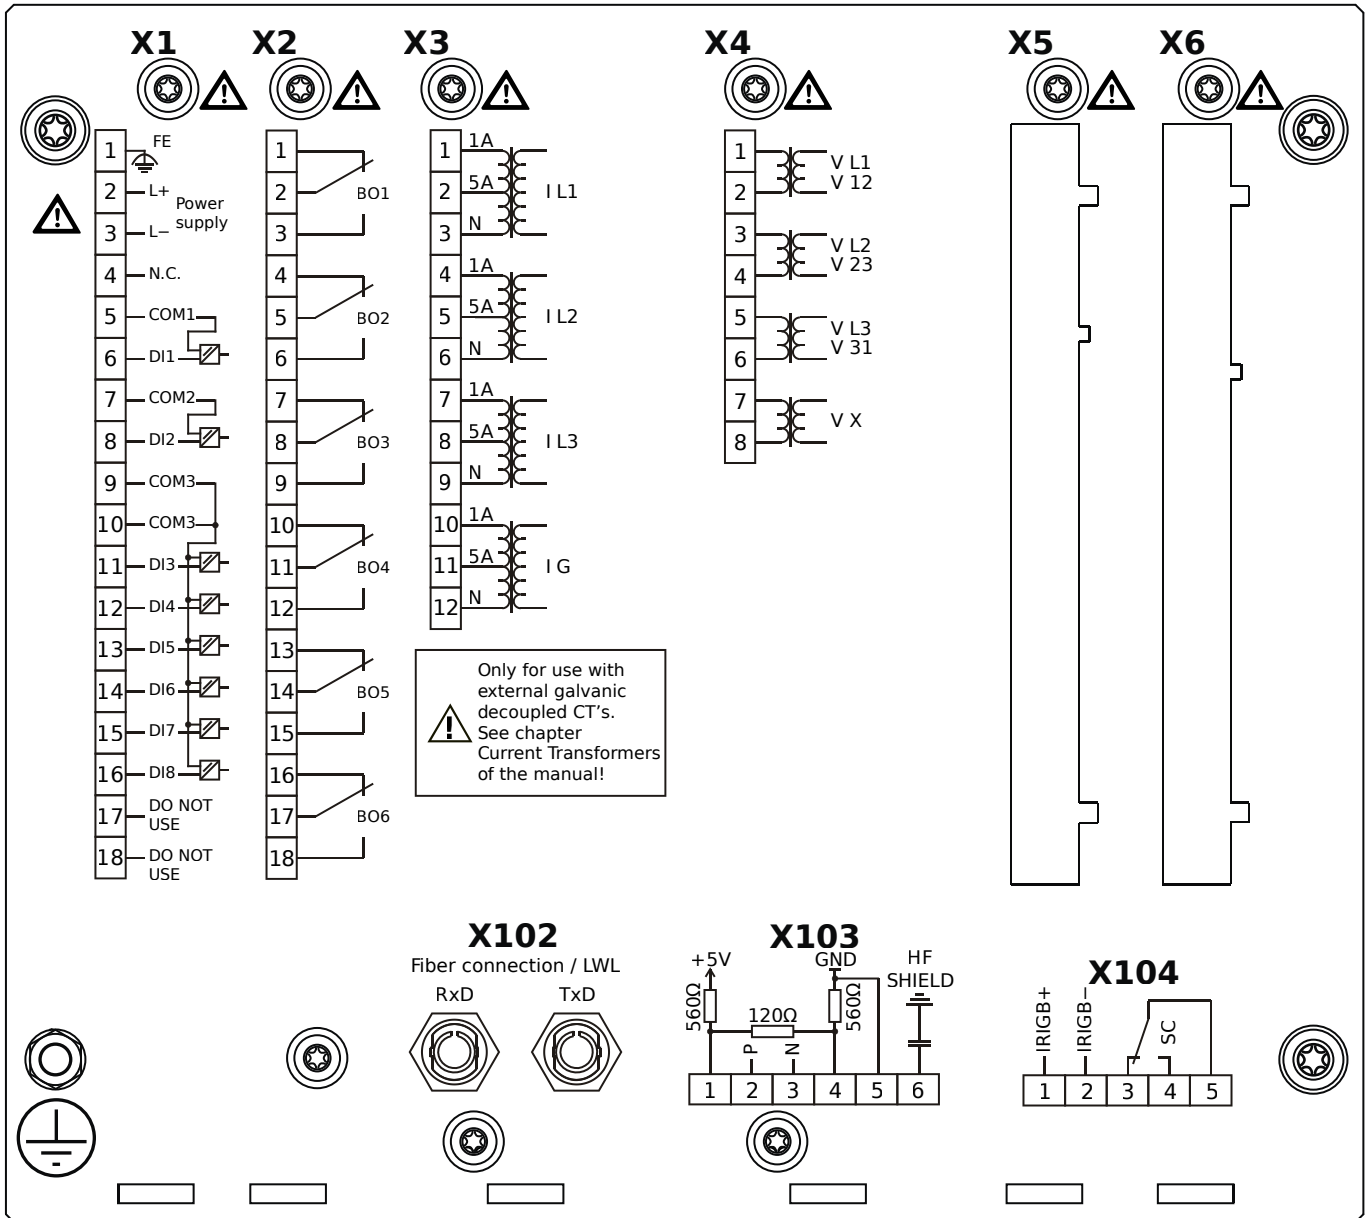 X1
X2
X3
X4
X5
X6
1 FE
2 L+
Power
supply
3 L−
4 N.C.
5 COM1
6 DI1
7 COM2
8 DI2
9 COM3
10 COM3
11 DI3
12 DI4
13 DI5
14 DI6
15 DI7
16 DI8
17 DO NOT
USE
18 DO NOT
USE
1
2 BO1
3
4
5 BO2
6
7
8 BO3
9
10
11 BO4
12
13
14 BO5
15
16
17 BO6
18
1 1A
2 5A I L1
3 N
4 1A
5 5A I L2
6 N
7 1A
8 5A I L3
9 N
10 1A
11 5A I G
12 N
Only for use with
external galvanic
decoupled CT's.
See chapter
Current Transformers
of the manual!
1 V L1
2 V 12
3 V L2
4 V 23
5 V L3
6 V 31
7 V X
8
X102
Fiber connection / LWL
RxD TxD
X103
+5V GND HF
SHIELD
560Ω 120Ω 560Ω
P N
1 2 3 4 5 6
X104
IRIGB+ IRIGB− SC
1 2 3 4 5